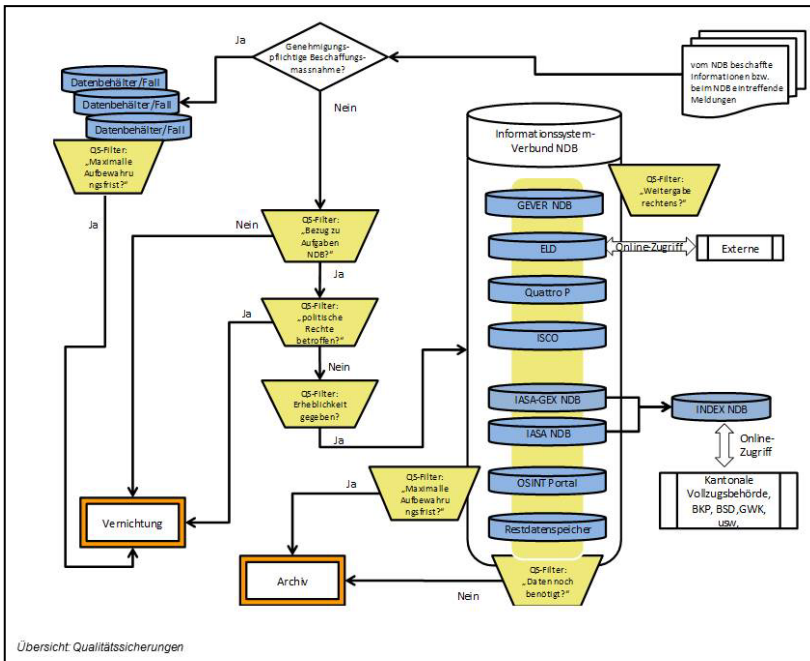 Ja
Genehmigungs-
pflichtige Beschaffungs-
massnahme?
vom NDB beschaffte
Informationen bzw.
beim NDB eintreffende
Meldungen
Datenbehälter/Fall
Datenbehälter/Fall
Datenbehälter/Fall
Nein
Informationssystem-
Verbund NDB
QS-Filter:
„Maximalle
Aufbewahru
ngsfrist?“
QS-Filter:
„Weitergabe
rechtens?“
GEVER NDB
Ja
Nein
QS-Filter:
„Bezug zu
Aufgaben
NDB?“
ELD
Online-Zugriff
Externe
Ja
Quattro P
QS-Filter:
„politische
Rechte
betroffen?“
Ja
ISCO
Nein
QS-Filter:
Erheblichkeit
gegeben?
IASA-GEX NDB
INDEX NDB
IASA NDB
Ja
Online-
Zugriff
QS-Filter:
„Maximalle
Aufbewahru
ngsfrist?“
OSINT Portal
Kantonale
Vollzugsbehörde,
BKP, BSD,GWK,
usw,
Ja
Vernichtung
Restdatenspeicher
QS-Filter:
„Daten noch
benötigt?“
Archiv
Nein
Übersicht: Qualitätssicherungen